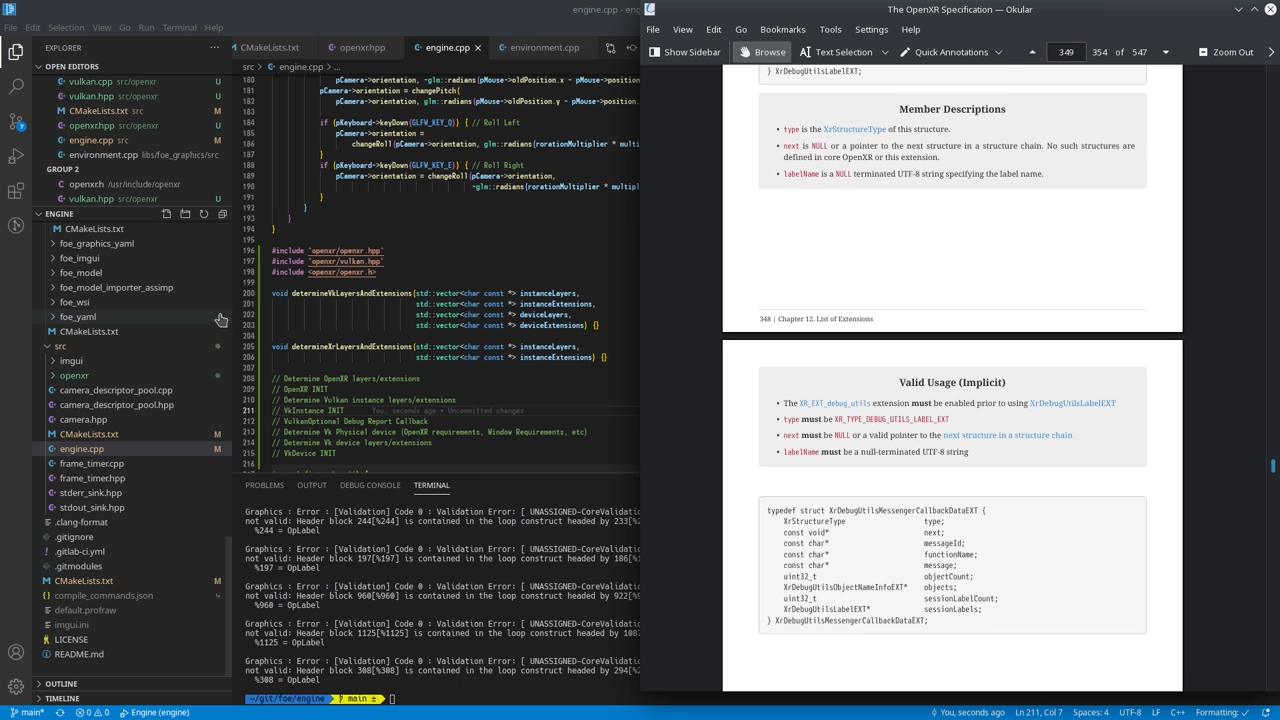 engine.cpp — eng
File Edit Selection View Go Run Terminal Help
EXPLORER
OPEN EDITORS
vulkan.cpp src/openxr U
vulkan.hpp src/openxr U
CMakeLists.txt src M
openxr.hpp src/openxr U
engine.cpp src M
environment.cpp libs/foe_graphics/src
GROUP 2
openxr.h /usr/include/openxr
vulkan.hpp src/openxr U
ENGINE
CMakeLists.txt
foe_graphics_yaml
foe_imgui
foe_model
foe_model_importer_assimp
foe_wsi
foe_yaml
CMakeLists.txt
src
imgui
openxr
camera_descriptor_pool.cpp
camera_descriptor_pool.hpp
camera.hpp
CMakeLists.txt M
engine.cpp M
frame_timer.cpp
frame_timer.hpp
stderr_sink.hpp
stdout_sink.hpp
.clang-format
.gitignore
.gitlab-ci.yml
.gitmodules
CMakeLists.txt M
compile_commands.json
default.profraw
imgui.ini
LICENSE
README.md
OUTLINE
TIMELINE
CMakeLists.txt openxr.hpp engine.cpp environment.cpp
src > engine.cpp > ...
180 pCamera->orientation, -glm::radians(pMouse->oldPosition.x - pMouse->position
181 pCamera->orientation = changePitch(
182 pCamera->orientation, glm::radians(pMouse->oldPosition.y - pMouse->position.
183
184 if (pKeyboard->keyDown(GLFW_KEY_Q)) { // Roll Left
185 pCamera->orientation =
186 changeRoll(pCamera->orientation, glm::radians(rorationMultiplier * multi
187 }
188 if (pKeyboard->keyDown(GLFW_KEY_E)) { // Roll Right
189 pCamera->orientation = changeRoll(pCamera->orientation,
190 -glm::radians(rorationMultiplier * multipl
191 }
192 }
193 }
194 }
195
196 #include "openxr/openxr.hpp"
197 #include "openxr/vulkan.hpp"
198 #include <openxr/openxr.h>
199
200 void determineVkLayersAndExtensions(std::vector<char const *> instanceLayers,
201 std::vector<char const *> instanceExtensions,
202 std::vector<char const *> deviceLayers,
203 std::vector<char const *> deviceExtensions) {}
204
205 void determineXrLayersAndExtensions(std::vector<char const *> instanceLayers,
206 std::vector<char const *> instanceExtensions) {}
207
208 // Determine OpenXR layers/extensions
209 // OpenXR INIT
210 // Determine Vulkan instance layers/extensions
211 // VkInstance INIT You, seconds ago • Uncommitted changes
212 // VulkanOptional Debug Report Callback
213 // Determine Vk Physical device (OpenXR requirements, Window Requirements, etc)
214 // Determine Vk device layers/extensions
215 // VkDevice INIT
216
PROBLEMS OUTPUT DEBUG CONSOLE TERMINAL
Graphics : Error : [Validation] Code 0 : Validation Error: [ UNASSIGNED-CoreValidatio
not valid: Header block 244[%244] is contained in the loop construct headed by 233[%2
%244 = OpLabel
Graphics : Error : [Validation] Code 0 : Validation Error: [ UNASSIGNED-CoreValidatio
not valid: Header block 197[%197] is contained in the loop construct headed by 186[%1
%197 = OpLabel
Graphics : Error : [Validation] Code 0 : Validation Error: [ UNASSIGNED-CoreValidatio
not valid: Header block 960[%960] is contained in the loop construct headed by 922[%9
%960 = OpLabel
Graphics : Error : [Validation] Code 0 : Validation Error: [ UNASSIGNED-CoreValidatio
not valid: Header block 1125[%1125] is contained in the loop construct headed by 1087
%1125 = OpLabel
Graphics : Error : [Validation] Code 0 : Validation Error: [ UNASSIGNED-CoreValidatio
not valid: Header block 308[%308] is contained in the loop construct headed by 294[%2
%308 = OpLabel
~/git/foe/engine main ±
main* 0 0 Engine (engine) You, seconds ago Ln 211, Col 7 Spaces: 4 UTF-8 LF C++ Formatting: ✓
The OpenXR Specification — Okular
File View Edit Go Bookmarks Tools Settings Help
Show Sidebar Browse Text Selection Quick Annotations 349 354 of 547 Zoom Out
} XrDebugUtilsLabelEXT;
Member Descriptions
• type is the XrStructureType of this structure.
• next is NULL or a pointer to the next structure in a structure chain. No such structures are
defined in core OpenXR or this extension.
• labelName is a NULL terminated UTF-8 string specifying the label name.
348 | Chapter 12. List of Extensions
Valid Usage (Implicit)
• The XR_EXT_debug_utils extension must be enabled prior to using XrDebugUtilsLabelEXT
• type must be XR_TYPE_DEBUG_UTILS_LABEL_EXT
• next must be NULL or a valid pointer to the next structure in a structure chain
• labelName must be a null-terminated UTF-8 string
typedef struct XrDebugUtilsMessengerCallbackDataEXT {
XrStructureType type;
const void* next;
const char* messageId;
const char* functionName;
const char* message;
uint32_t objectCount;
XrDebugUtilsObjectNameInfoEXT* objects;
uint32_t sessionLabelCount;
XrDebugUtilsLabelEXT* sessionLabels;
} XrDebugUtilsMessengerCallbackDataEXT;